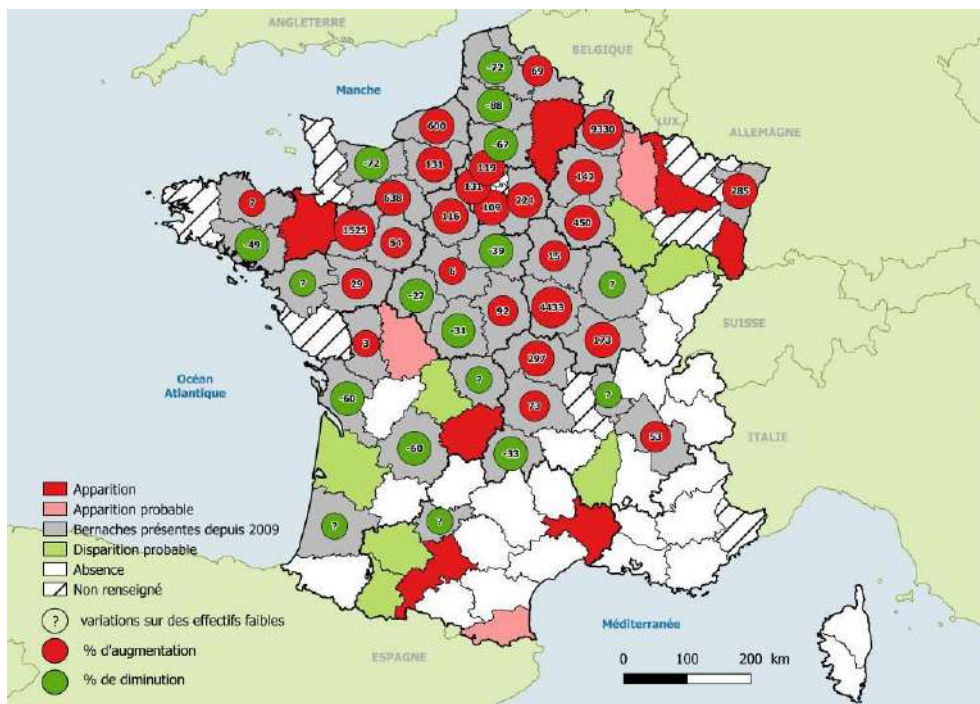 ANGLETERRE
BELGIQUE
Manche
LUX.
ALLEMAGNE
-72
69
-88
600
-67
9330
-72
131
119
131
142
285
?
638
116
109
224
450
1525
54
-49
-39
15
?
29
6
-27
92
4433
?
SUISSE
-31
173
3
297
Océan
Atlantique
?
-60
73
?
ITALIE
-60
-33
53
?
?
Apparition
Apparition probable
Bernaches présentes depuis 2009
Disparition probable
Absence
Non renseigné
? variations sur des effectifs faibles
% d'augmentation
% de diminution
Méditerranée
ESPAGNE
0 100 200 km